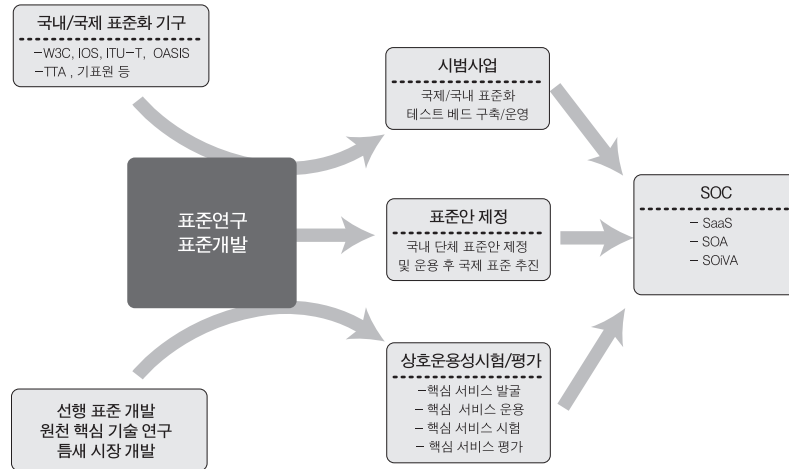 국내/국제 표준화 기구
-W3C, IOS, ITU-T, OASIS
-TTA , 기표원 등
시범사업
국제/국내 표준화
테스트 베드 구축/운영
표준연구
표준개발
표준안 제정
국내 단체 표준안 제정
및 운용 후 국제 표준 추진
SOC
- SaaS
- SOA
- SOiVA
상호운용성시험/평가
-핵심 서비스 발굴
- 핵심 서비스 운용
- 핵심 서비스 시험
- 핵심 서비스 평가
선행 표준 개발
원천 핵심 기술 연구
틈새 시장 개발